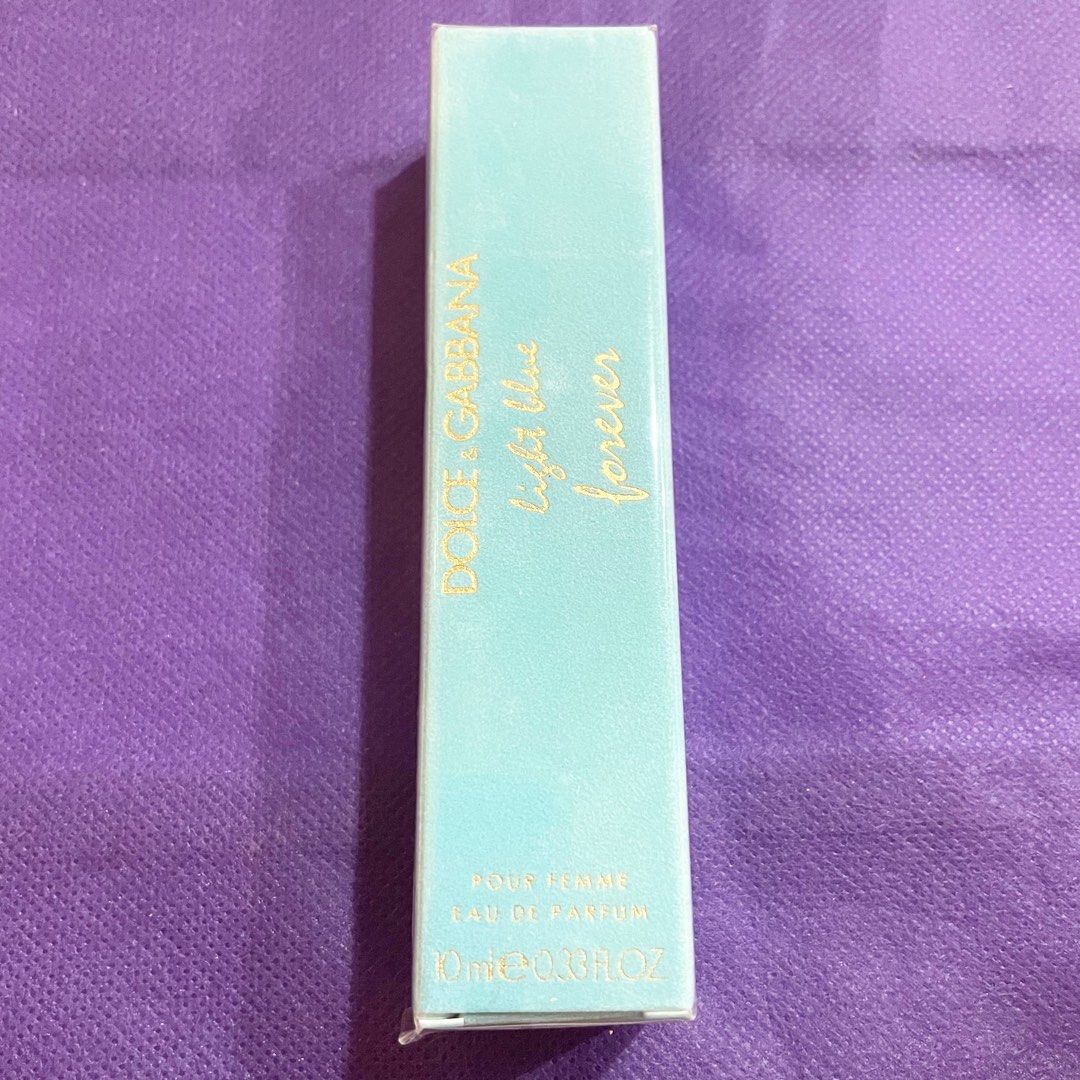 DOLCE & GABBANA
light blue
forever
POUR FEMME
EAU DE PARFUM
10 ml e 0.33 FL.OZ